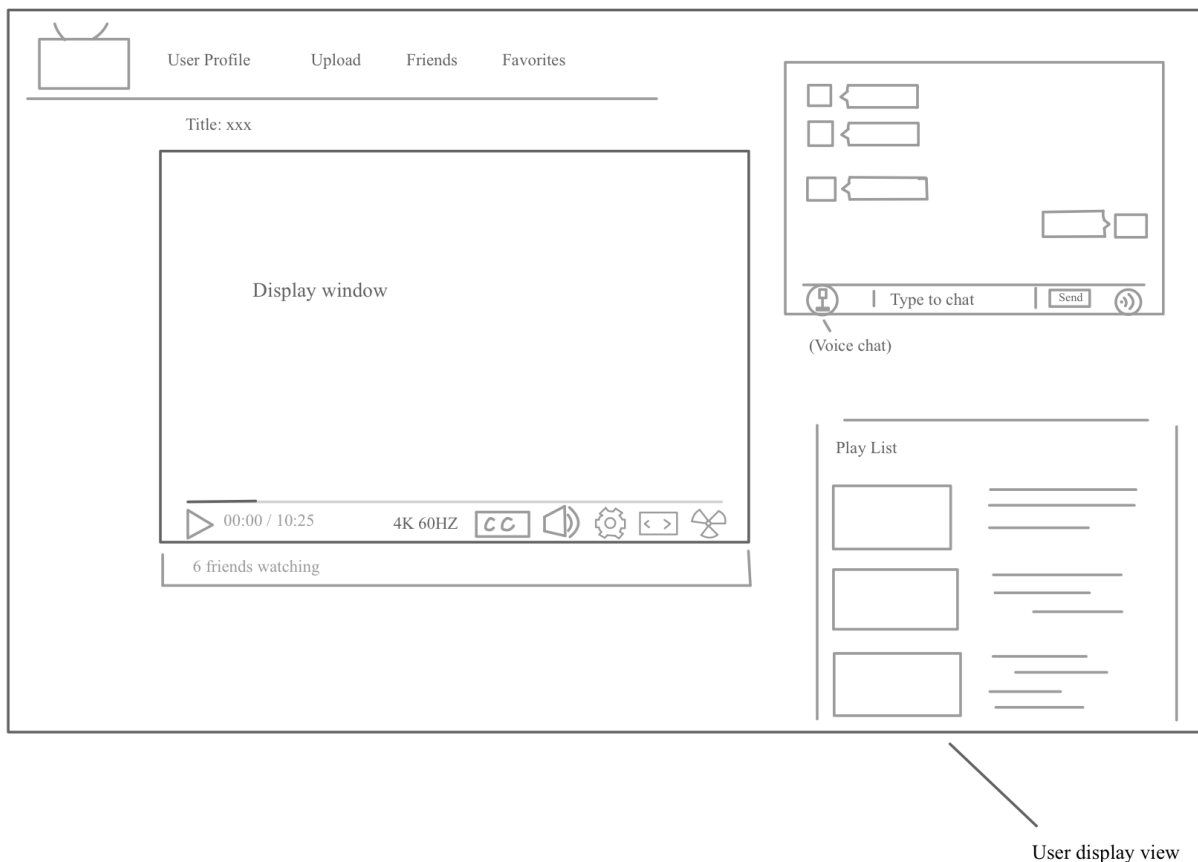 User Profile
Upload
Friends
Favorites
Title: xxx
Display window
00:00 / 10:25
4K 60HZ
CC
6 friends watching
Type to chat
Send
(Voice chat)
Play List
User display view